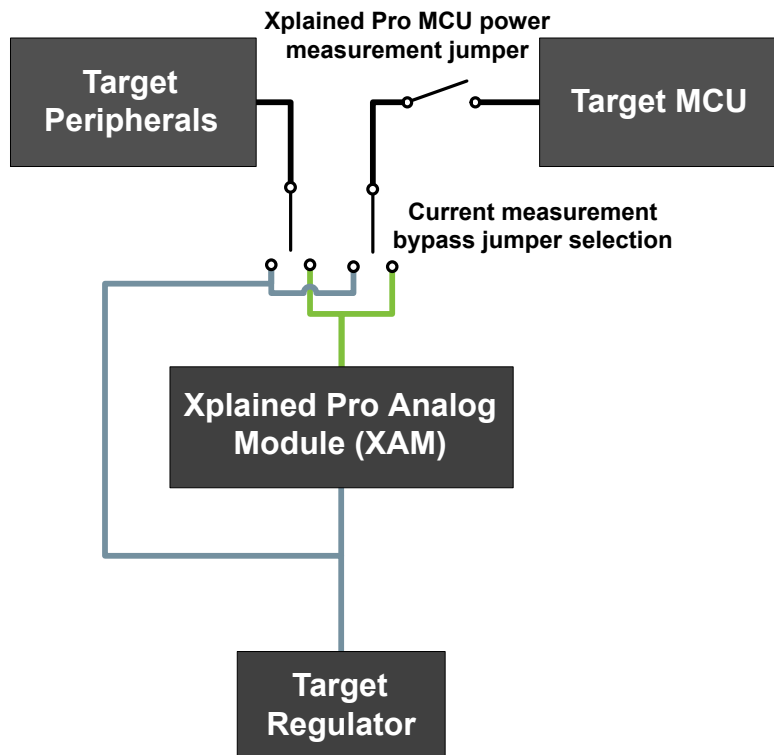 Xplained Pro MCU power
measurement jumper
Target
Peripherals
Target MCU
Current measurement
bypass jumper selection
Xplained Pro Analog
Module (XAM)
Target
Regulator